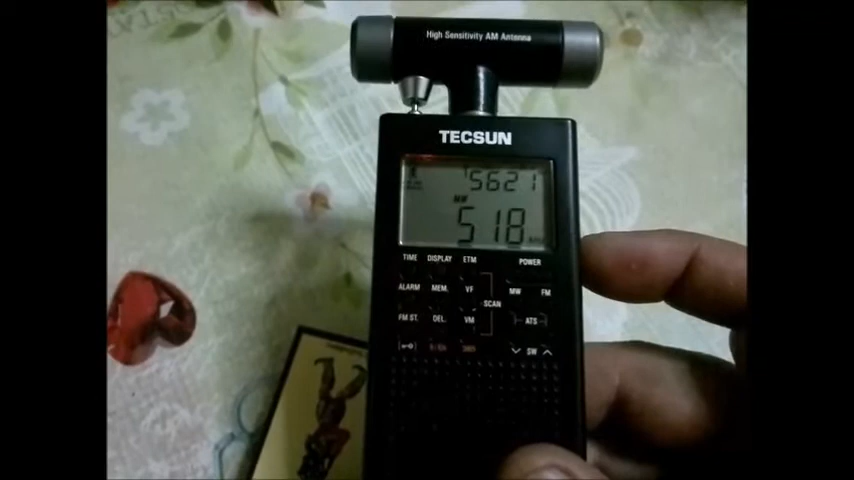 High Sensitivity AM Antenna
TECSUN
5621
MW
518
TIME DISPLAY ETM POWER
ALARM MEM. VF MW FM
SCAN
FM ST. DEL. VM ATS
SW